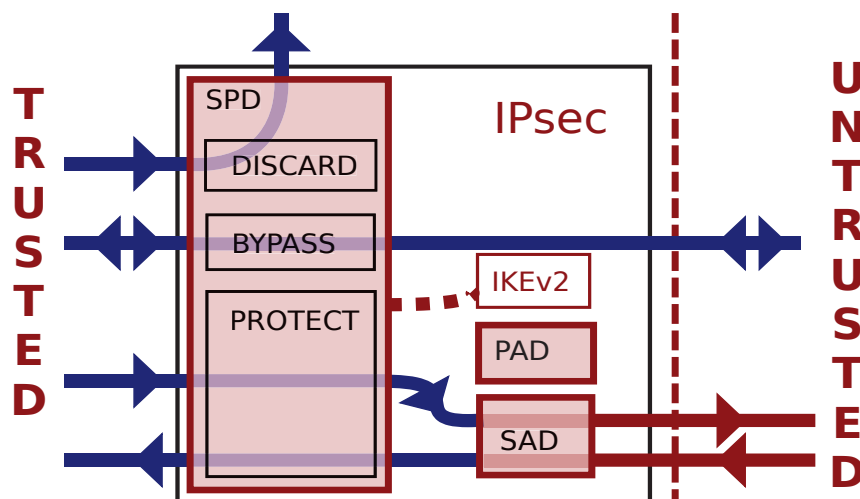 TRUSTED
SPD
IPsec
DISCARD
BYPASS
IKEv2
PROTECT
PAD
SAD
UNTRUSTED